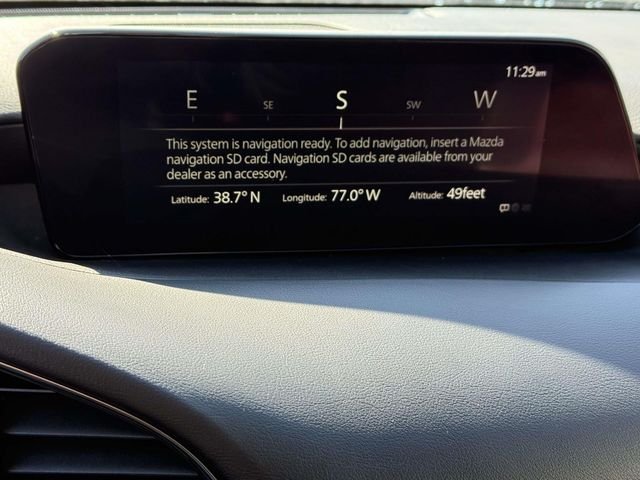 11:29am
E SE S SW W
This system is navigation ready. To add navigation, insert a Mazda
navigation SD card. Navigation SD cards are available from your
dealer as an accessory.
Latitude: 38.7° N Longitude: 77.0° W Altitude: 49feet